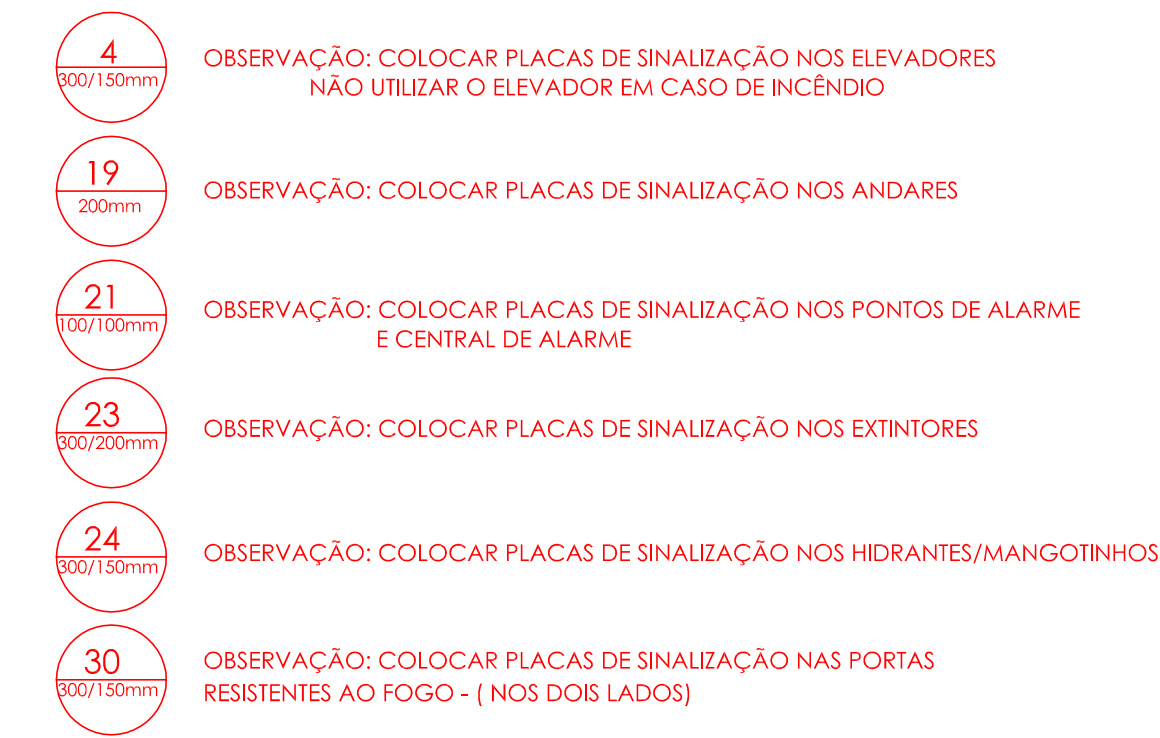 4
300/150mm
OBSERVAÇÃO: COLOCAR PLACAS DE SINALIZAÇÃO NOS ELEVADORES
NÃO UTILIZAR O ELEVADOR EM CASO DE INCÊNDIO
19
200mm
OBSERVAÇÃO: COLOCAR PLACAS DE SINALIZAÇÃO NOS ANDARES
21
100/100mm
OBSERVAÇÃO: COLOCAR PLACAS DE SINALIZAÇÃO NOS PONTOS DE ALARME
E CENTRAL DE ALARME
23
300/200mm
OBSERVAÇÃO: COLOCAR PLACAS DE SINALIZAÇÃO NOS EXTINTORES
24
300/150mm
OBSERVAÇÃO: COLOCAR PLACAS DE SINALIZAÇÃO NOS HIDRANTES/MANGOTINHOS
30
300/150mm
OBSERVAÇÃO: COLOCAR PLACAS DE SINALIZAÇÃO NAS PORTAS
RESISTENTES AO FOGO - ( NOS DOIS LADOS)